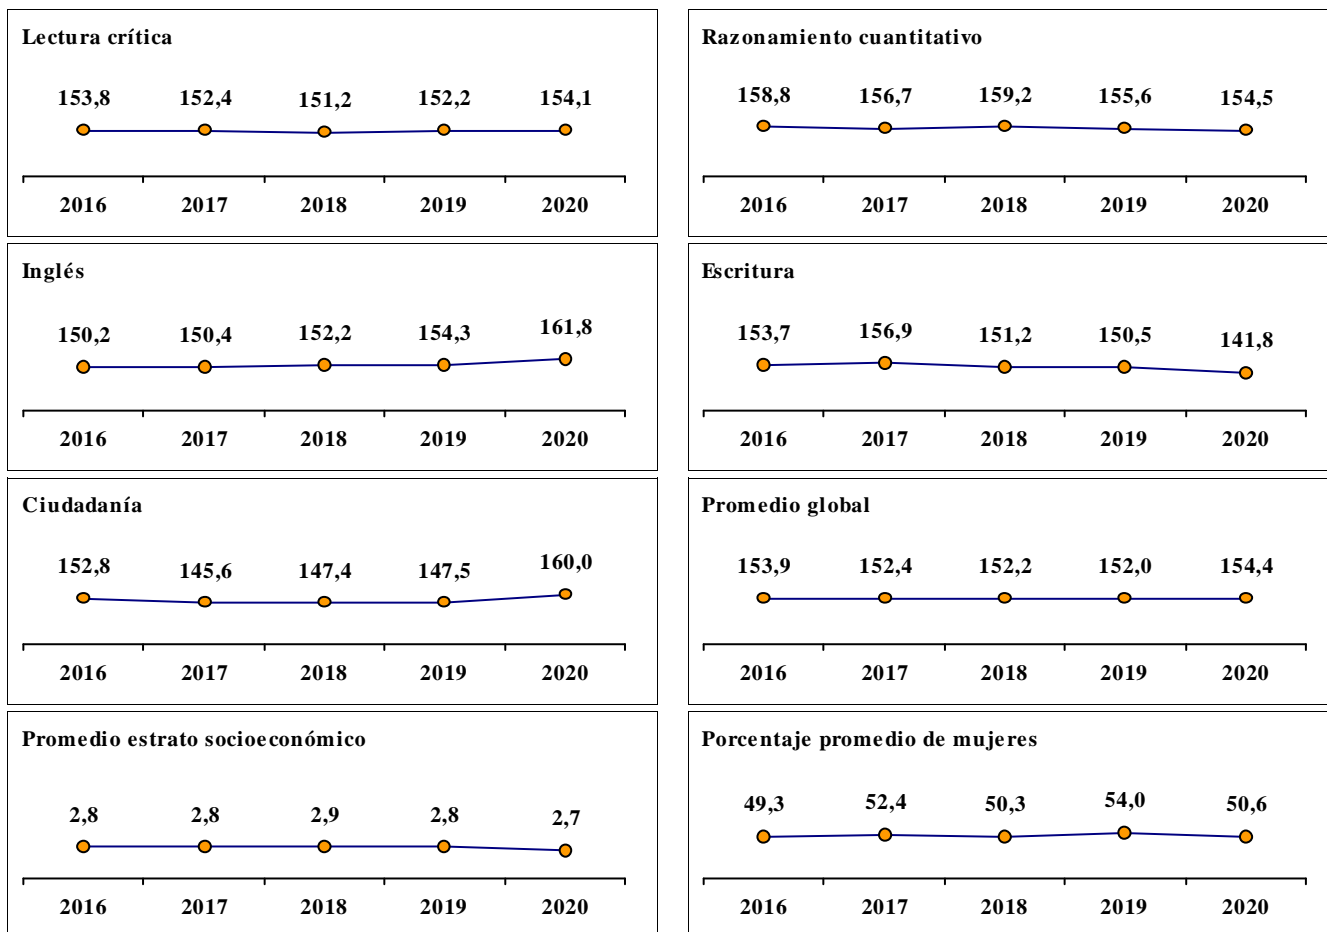 Lectura crítica
153,8 152,4 151,2 152,2 154,1
2016 2017 2018 2019 2020
Razonamiento cuantitativo
158,8 156,7 159,2 155,6 154,5
2016 2017 2018 2019 2020
Inglés
150,2 150,4 152,2 154,3 161,8
2016 2017 2018 2019 2020
Escritura
153,7 156,9 151,2 150,5 141,8
2016 2017 2018 2019 2020
Ciudadanía
152,8 145,6 147,4 147,5 160,0
2016 2017 2018 2019 2020
Promedio global
153,9 152,4 152,2 152,0 154,4
2016 2017 2018 2019 2020
Promedio estrato socioeconómico
2,8 2,8 2,9 2,8 2,7
2016 2017 2018 2019 2020
Porcentaje promedio de mujeres
49,3 52,4 50,3 54,0 50,6
2016 2017 2018 2019 2020